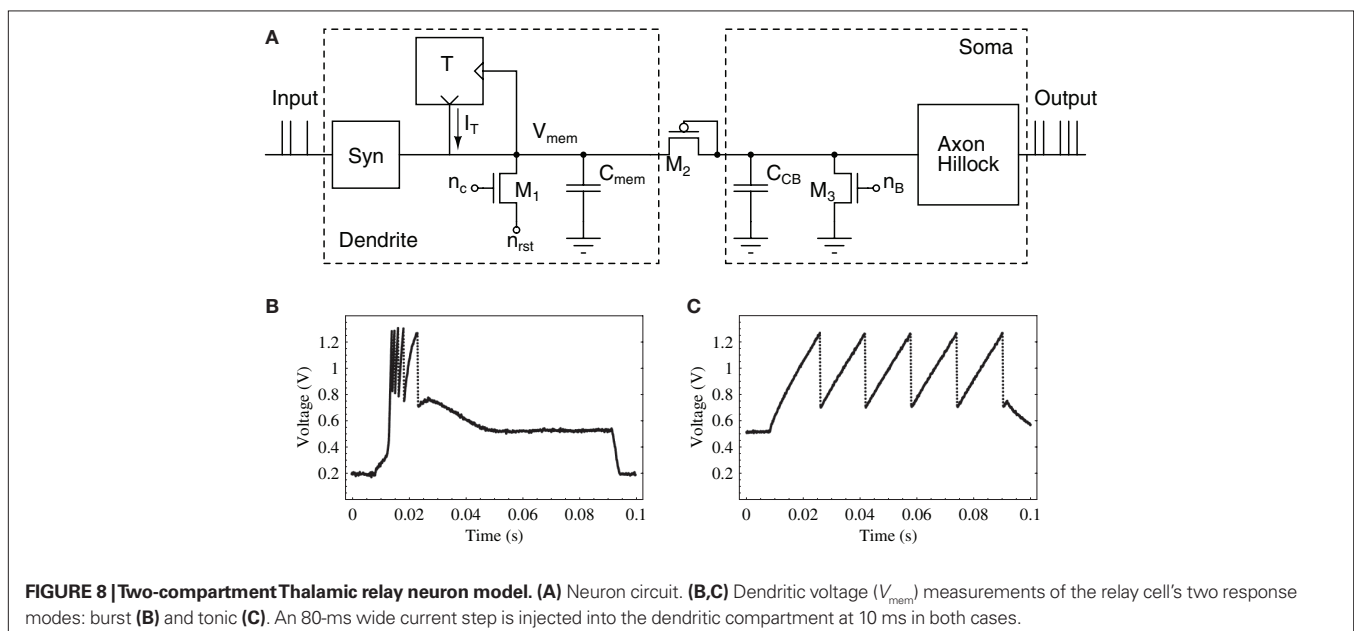 A
Soma
T
Input
Output
I_T
V_mem
Syn
Axon
Hillock
n_c
M_1
C_mem
M_2
C_CB
M_3
n_B
Dendrite
n_rst
B
C
Voltage (V)
1.2
1
0.8
0.6
0.4
0.2
0
0.02
0.04
0.06
0.08
0.1
Time (s)
Voltage (V)
1.2
1
0.8
0.6
0.4
0.2
0
0.02
0.04
0.06
0.08
0.1
Time (s)
FIGURE 8 | Two-compartment Thalamic relay neuron model. (A) Neuron circuit. (B,C) Dendritic voltage (V_mem) measurements of the relay cell's two response
modes: burst (B) and tonic (C). An 80-ms wide current step is injected into the dendritic compartment at 10 ms in both cases.